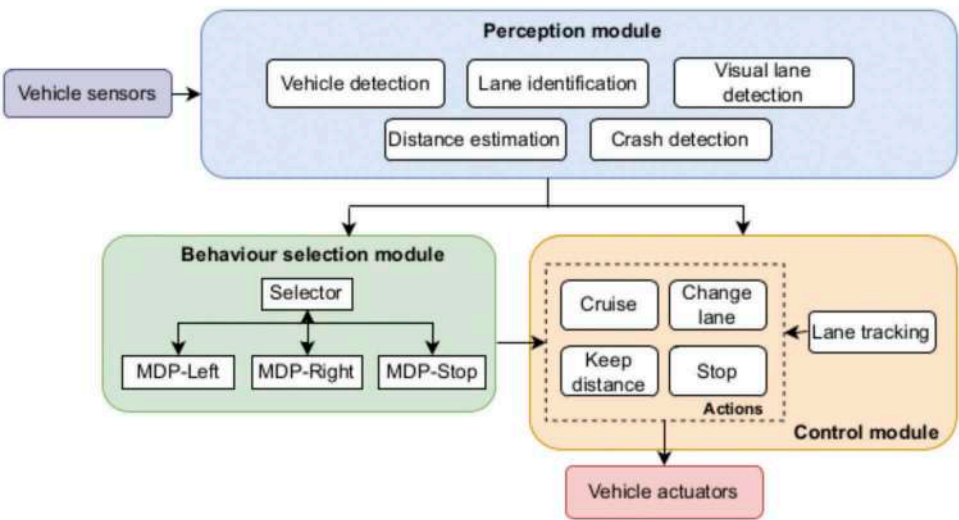 Perception module
Vehicle sensors
Vehicle detection
Lane identification
Visual lane
detection
Distance estimation
Crash detection
Behaviour selection module
Selector
MDP-Left
MDP-Right
MDP-Stop
Cruise
Change
lane
Keep
distance
Stop
Actions
Lane tracking
Control module
Vehicle actuators